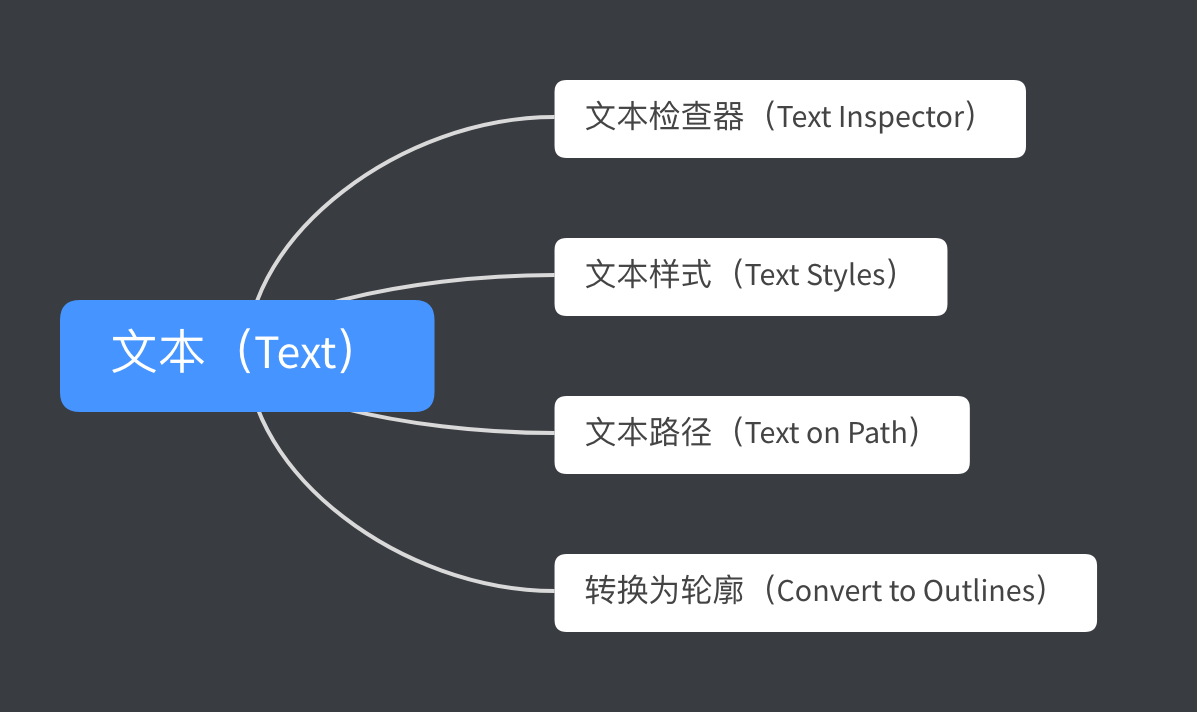 文本检查器（Text Inspector）
文本样式（Text Styles）
文本（Text）
文本路径（Text on Path）
转换为轮廓（Convert to Outlines）